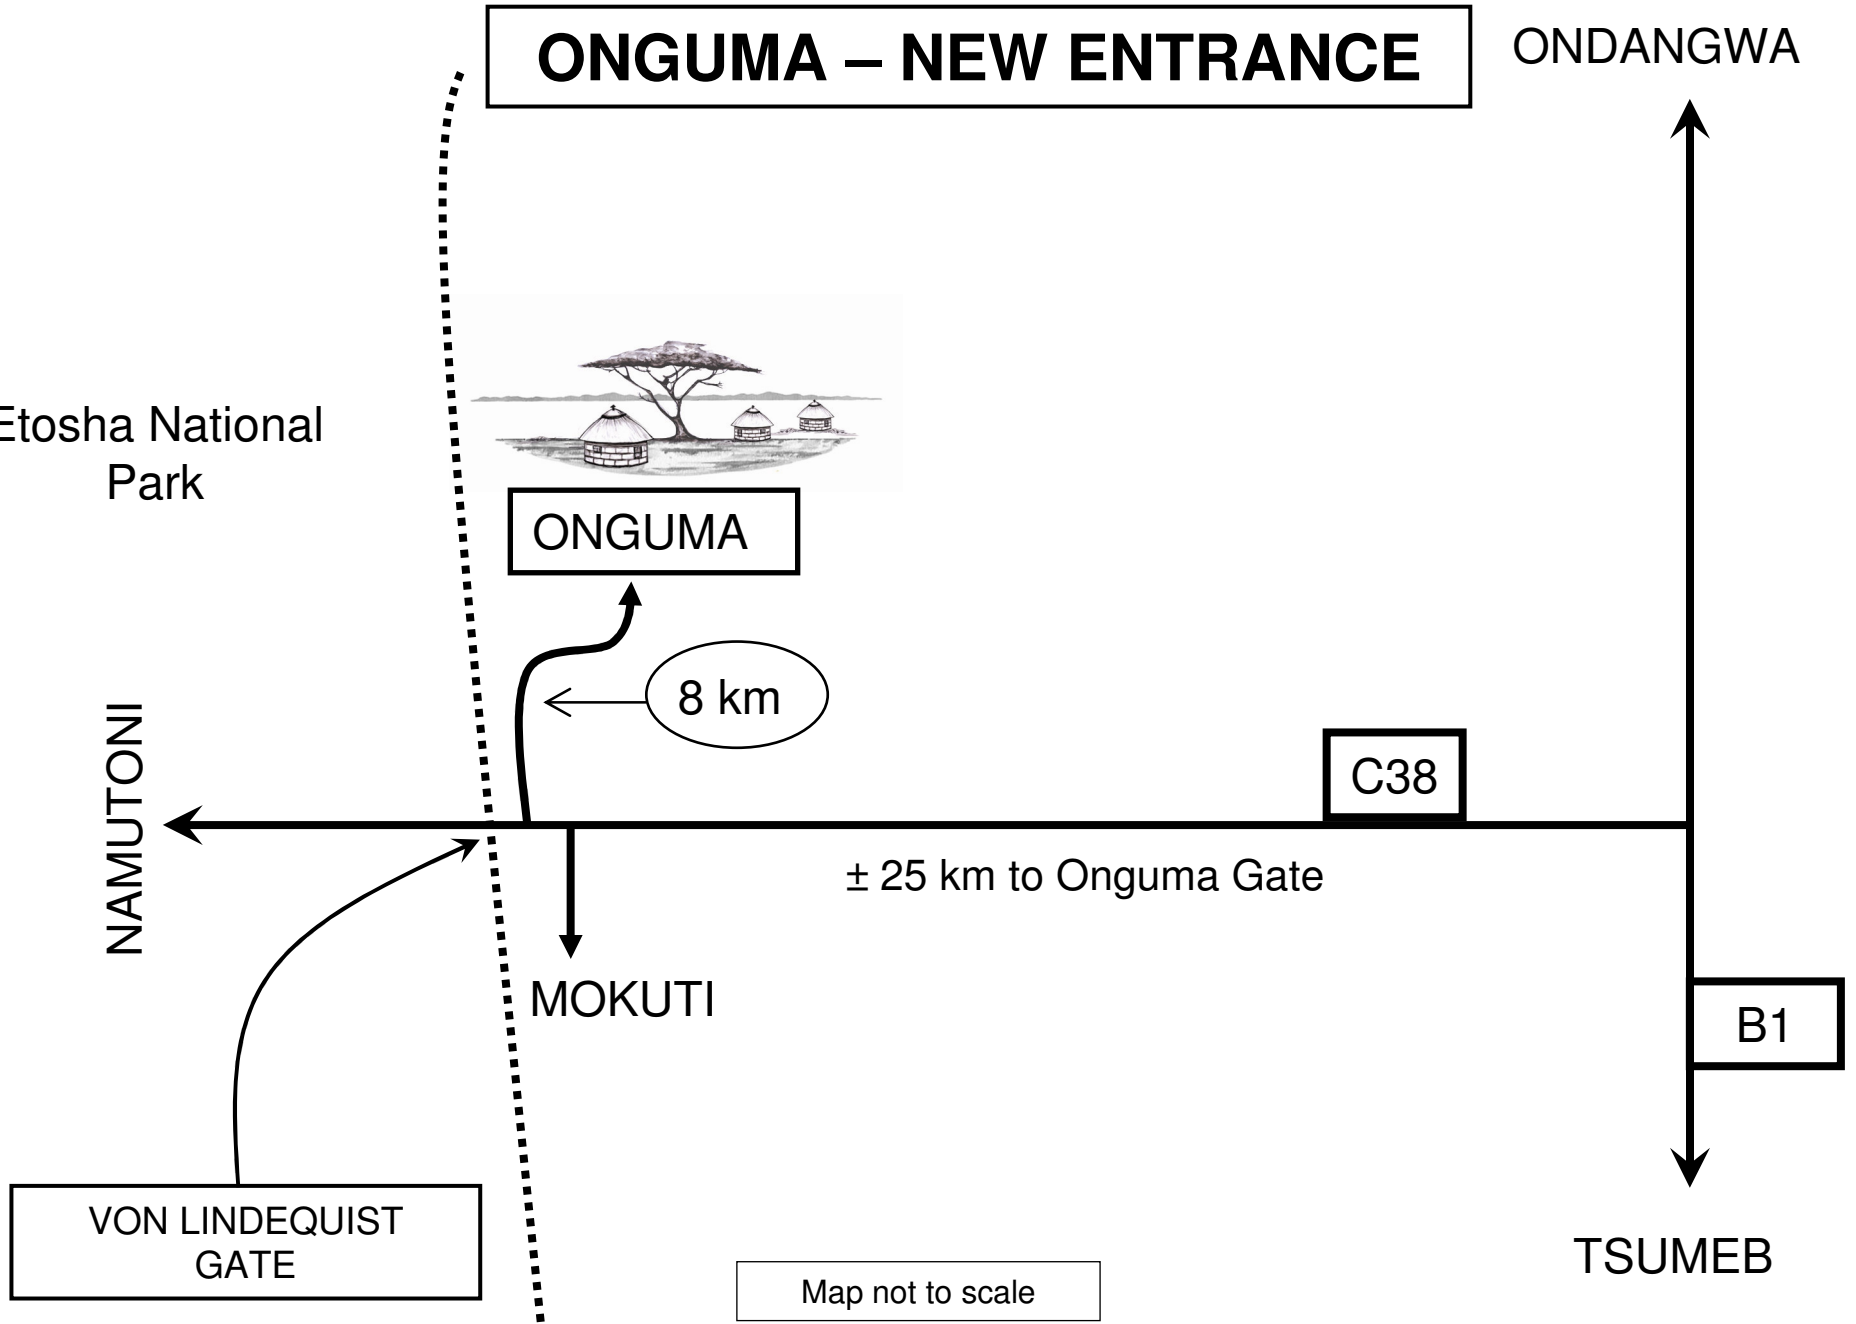 ONGUMA – NEW ENTRANCE
ONDANGWA
Etosha National
Park
ONGUMA
8 km
NAMUTONI
C38
± 25 km to Onguma Gate
MOKUTI
B1
VON LINDEQUIST
GATE
TSUMEB
Map not to scale